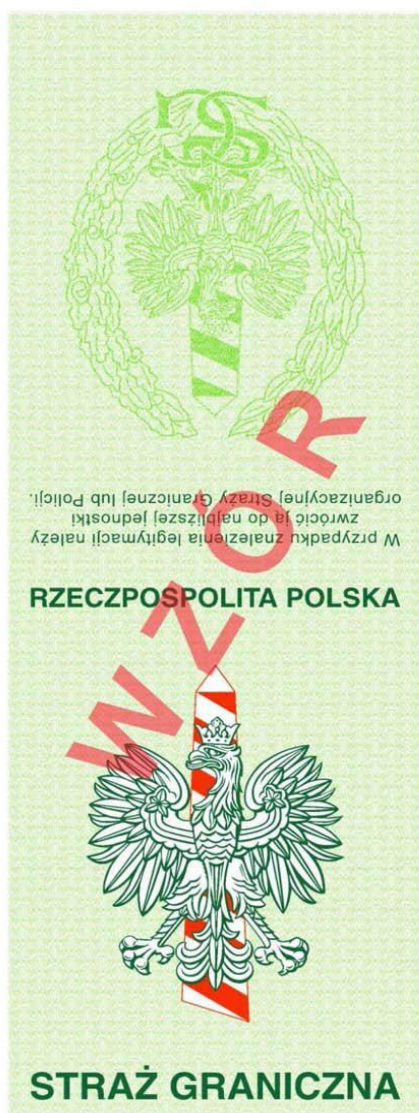 SG
W przypadku znalezienia legitymacji należy
zwrócić ją do najbliższej jednostki
organizacyjnej Straży Granicznej lub Policji.
RZECZPOSPOLITA POLSKA
WZÓR
STRAŻ GRANICZNA